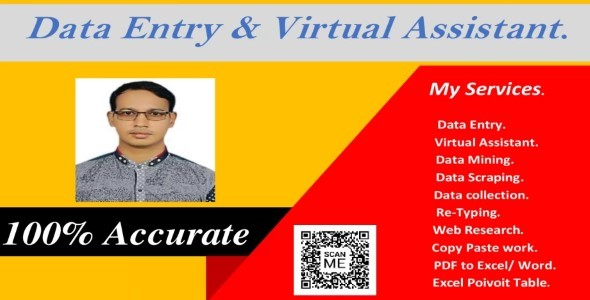 Data Entry & Virtual Assistant.
My Services.
Data Entry.
Virtual Assistant.
Data Mining.
Data Scraping.
Data collection.
Re-Typing.
Web Research.
Copy Paste work.
PDF to Excel/ Word.
Excel Poivoit Table.
100% Accurate
SCAN
ME